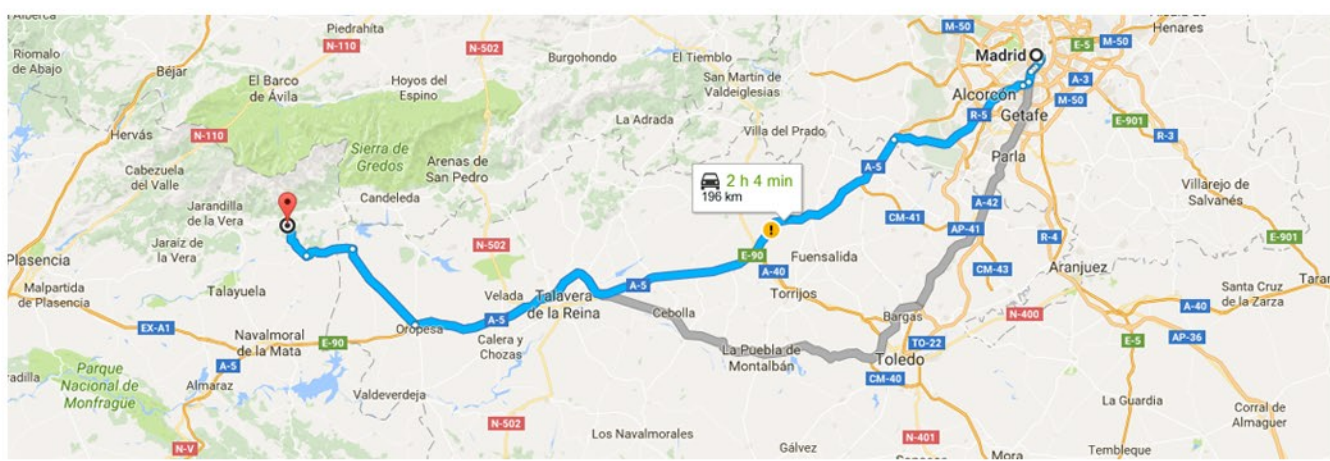 El Alberca
Piedrahíta
N-110
N-502
Riomalo
de Abajo
Béjar
El Barco
de Ávila
Hoyos del
Espino
Burgohondo
El Tiemblo
San Martín de
Valdeiglesias
M-50
Madrid
E-5
M-50
Henares
A-3
M-50
Alcorcón
Getafe
R-5
E-901
R-3
Hervás
N-110
Sierra de
Gredos
La Adrada
Villa del Prado
Arenas de
San Pedro
Parla
A-5
Cabezuela
del Valle
Jarandilla
de la Vera
Candeleda
2 h 4 min
196 km
Villarejo de
Salvanés
A-42
CM-41
AP-41
R-4
E-901
Jaraíz de
la Vera
Plasencia
N-502
E-90
A-40
Fuensalida
CM-43
Aranjuez
Malpartida
de Plasencia
Talayuela
Velada
Talavera
de la Reina
A-5
Torrijos
Cebolla
Bargas
N-400
Santa Cruz
de la Zarza
Taran
A-40
EX-A1
Navalmoral
de la Mata
E-90
Oropesa
A-5
Calera y
Chozas
La Puebla de
Montalbán
TO-22
Toledo
E-5
AP-36
A-5
Parque
Nacional de
Monfragüe
Almaraz
Valdeverdeja
CM-40
La Guardia
Corral de
Almaguer
N-502
Los Navalmorales
N-V
Gálvez
N-401
Mora
Tembleque